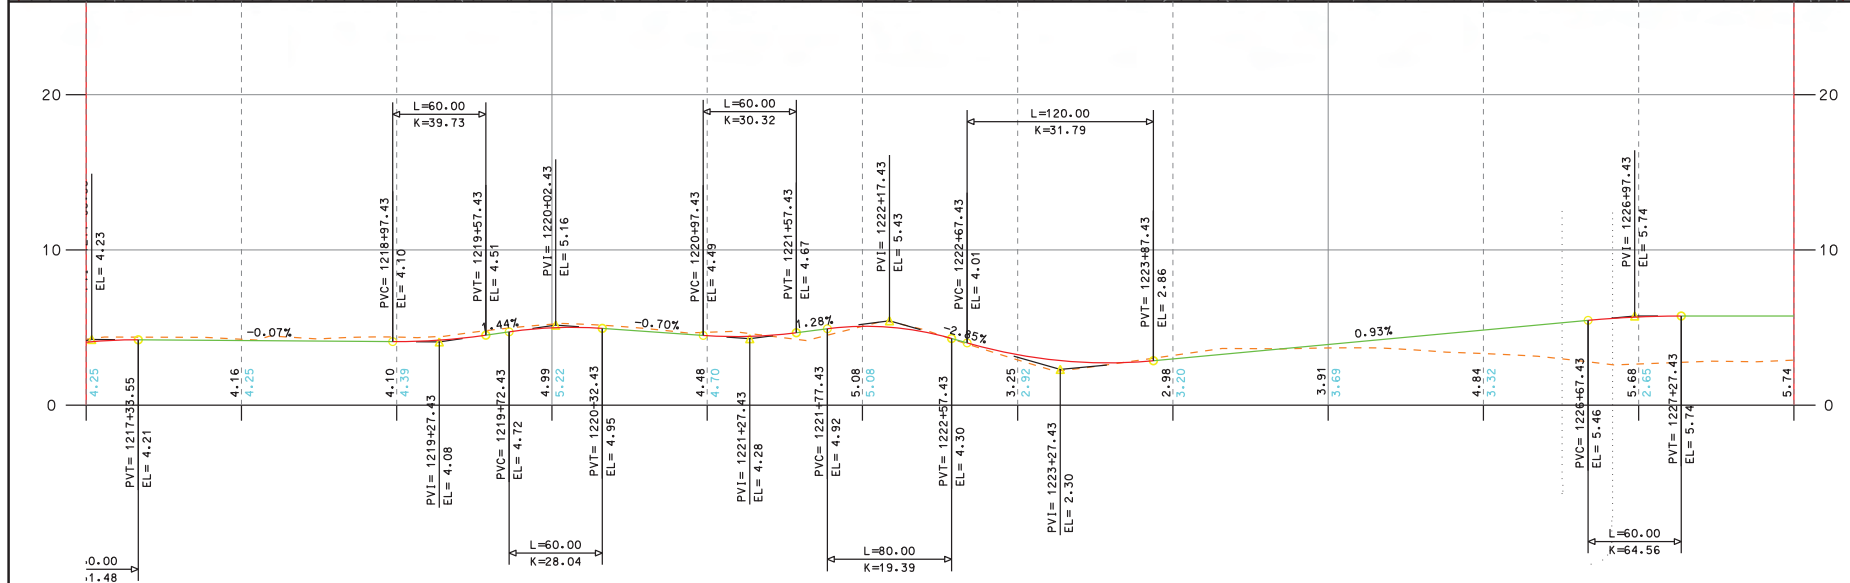 20
20
10
10
0
0
EL= 4.23
PVT= 1217+33.55
EL= 4.21
-0.07%
L=60.00
K=39.73
PVC= 1218+97.43
EL= 4.10
PVT= 1219+57.43
EL= 4.51
PVI= 1219+27.43
EL= 4.08
1.44%
PVI= 1220+02.43
EL= 5.16
PVC= 1219+72.43
EL= 4.72
PVT= 1220+32.43
EL= 4.95
L=60.00
K=28.04
-0.70%
L=60.00
K=30.32
PVC= 1220+97.43
EL= 4.49
PVT= 1221+57.43
EL= 4.67
PVI= 1221+27.43
EL= 4.28
1.28%
PVI= 1222+17.43
EL= 5.43
PVC= 1221+77.43
EL= 4.92
PVT= 1222+57.43
EL= 4.30
L=80.00
K=19.39
-2.85%
L=120.00
K=31.79
PVC= 1222+67.43
EL= 4.01
PVT= 1223+87.43
EL= 2.86
PVI= 1223+27.43
EL= 2.30
0.93%
PVI= 1226+97.43
EL= 5.74
PVC= 1226+67.43
EL= 5.46
PVT= 1227+27.43
EL= 5.74
L=60.00
K=64.56
4.25
4.16
4.25
4.10
4.39
4.99
5.22
4.48
4.70
5.08
5.08
3.25
2.92
2.98
3.20
3.91
3.69
4.84
3.32
5.68
2.65
5.74
0.00
1.48